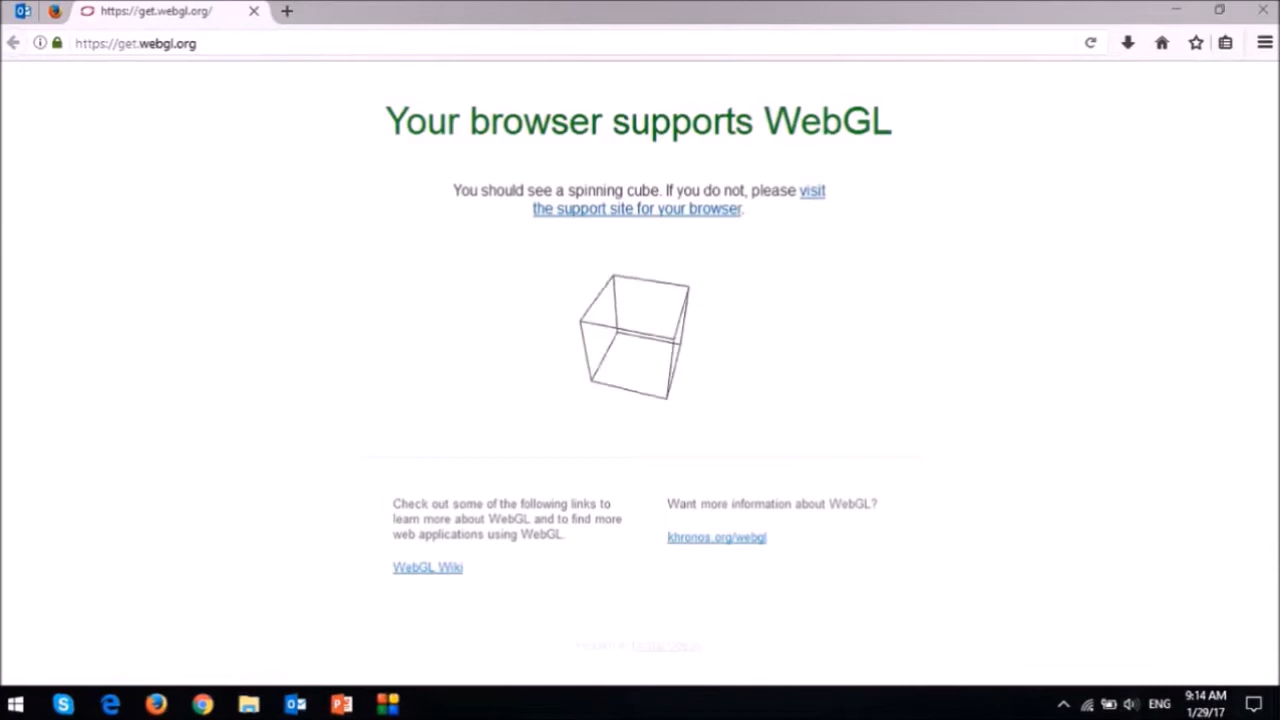 https://get.webgl.org/
https://get.webgl.org
Your browser supports WebGL
You should see a spinning cube. If you do not, please visit
the support site for your browser.
Check out some of the following links to
learn more about WebGL and to find more
web applications using WebGL.
WebGL Wiki
Want more information about WebGL?
khronos.org/webgl
ENG
9:14 AM
1/29/17